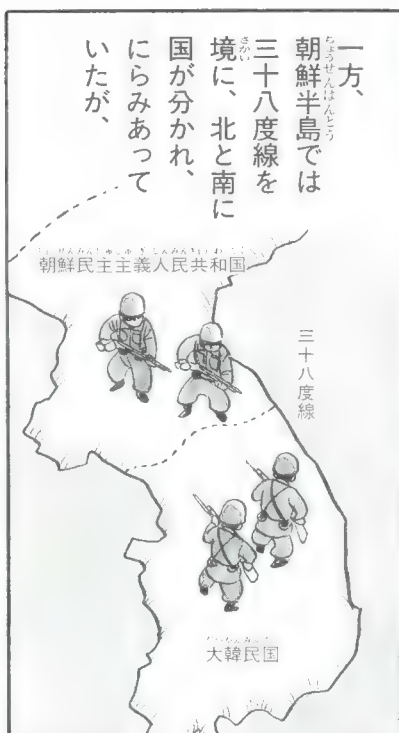 一方、
朝鮮半島では
三十八度線を
境に、北と南に
国が分かれ、
にらみあって
いたが、
朝鮮民主主義人民共和国
三十八度線
大韓民国